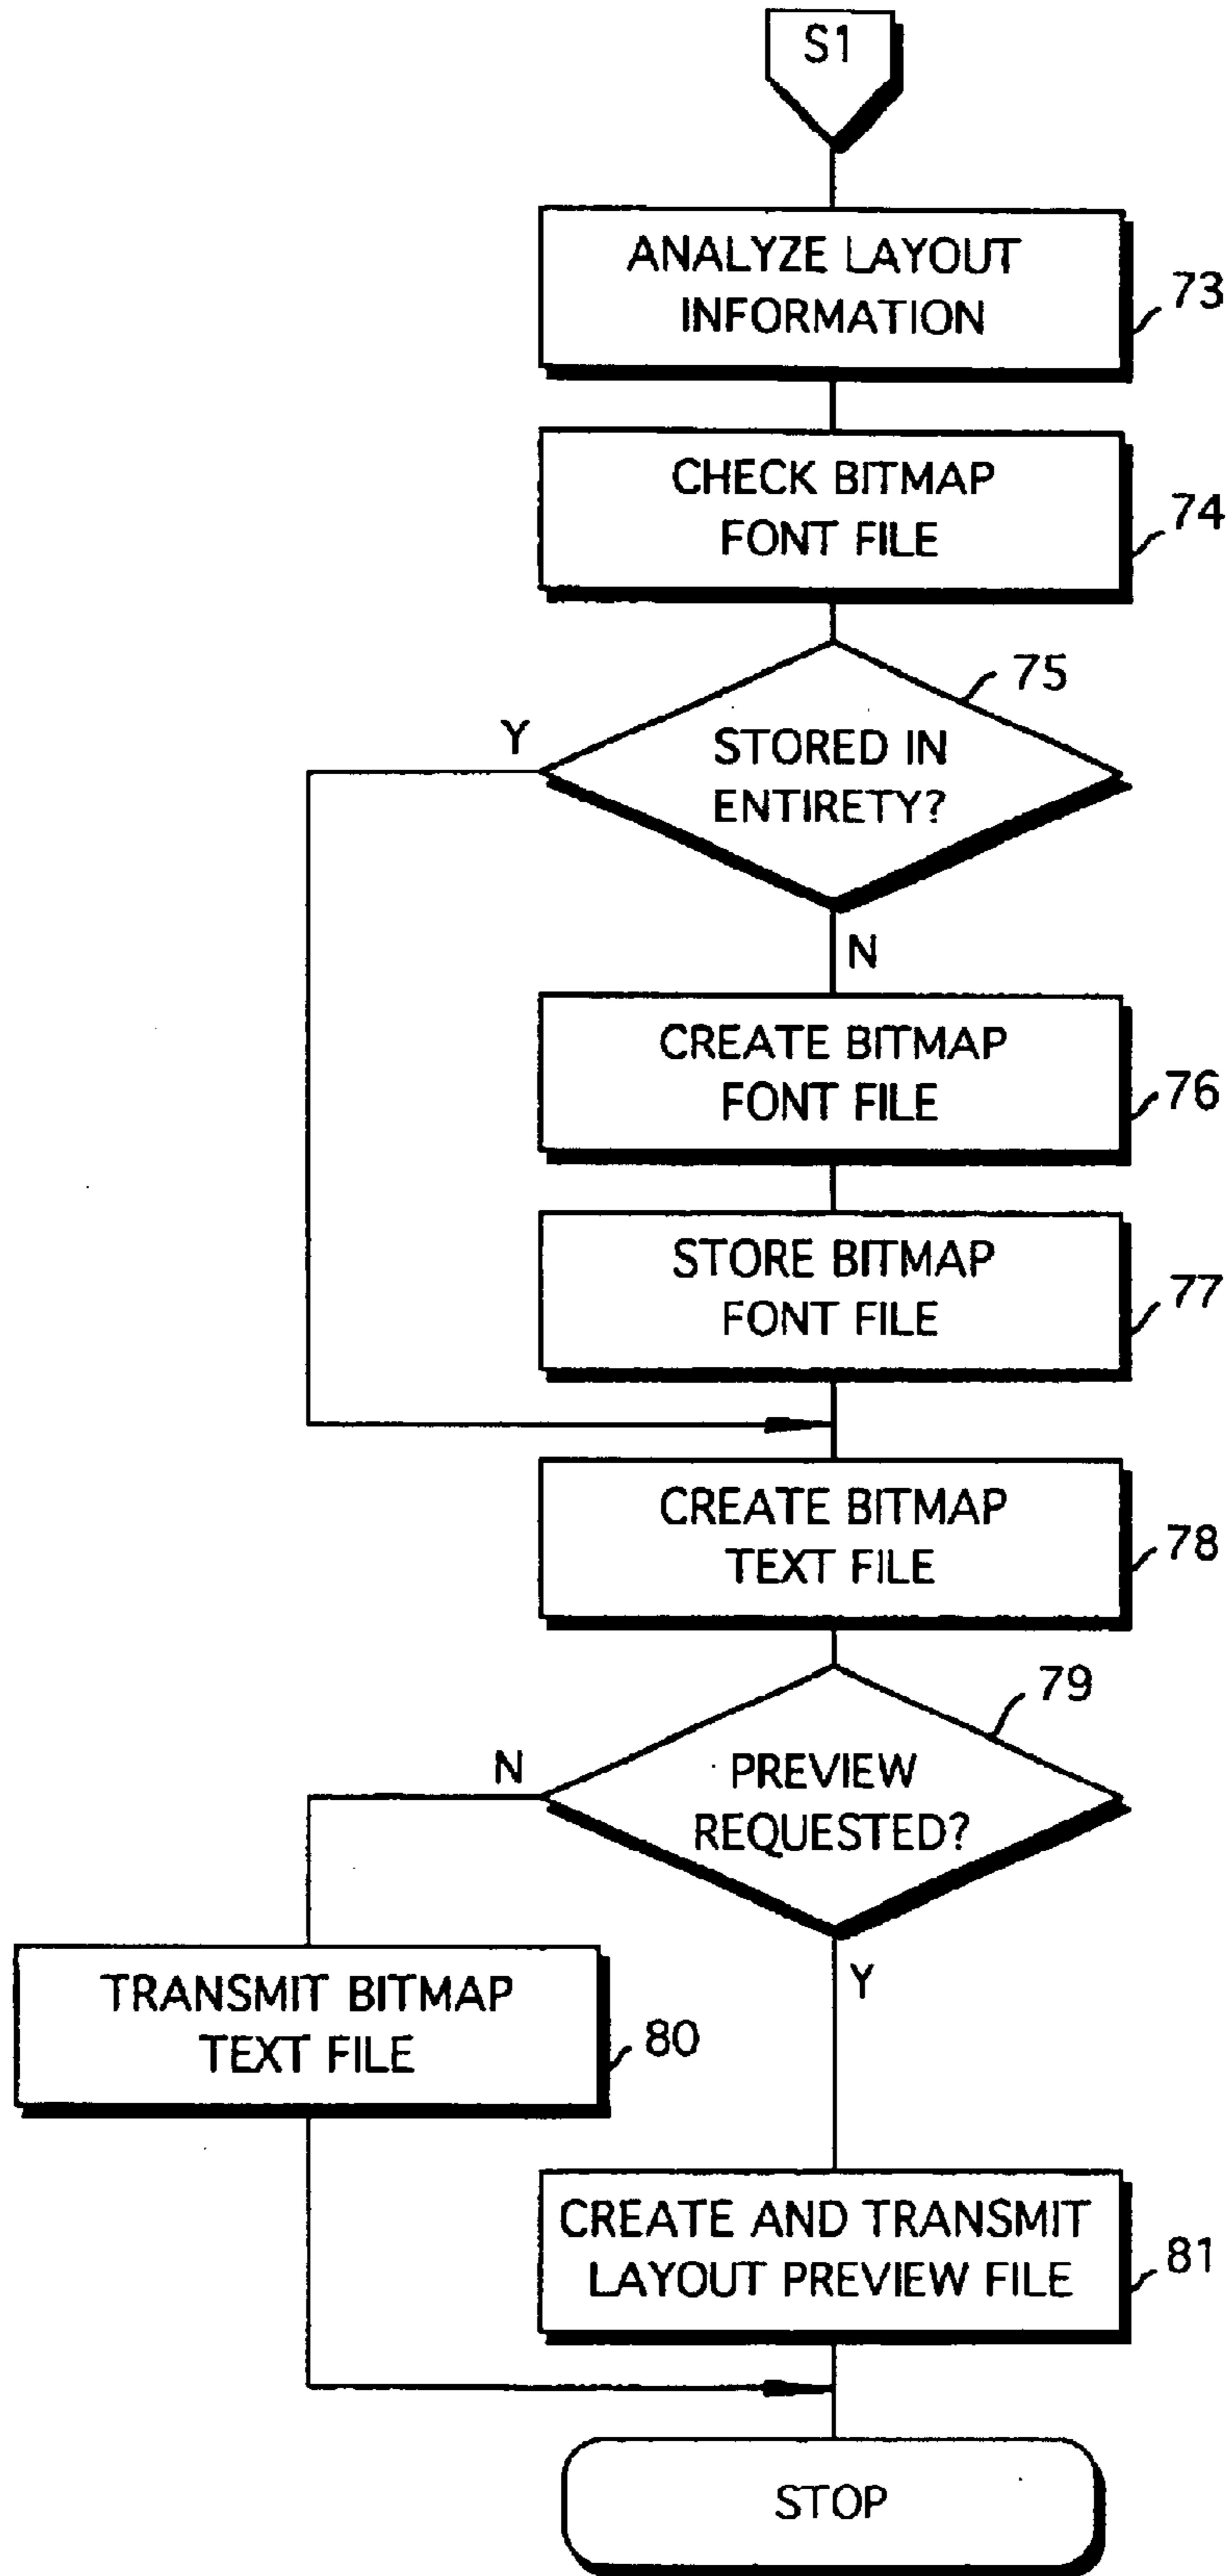 S1
ANALYZE LAYOUT
INFORMATION
73
CHECK BITMAP
FONT FILE
74
75
Y
STORED IN
ENTIRETY?
N
CREATE BITMAP
FONT FILE
76
STORE BITMAP
FONT FILE
77
CREATE BITMAP
TEXT FILE
78
79
N
PREVIEW
REQUESTED?
Y
TRANSMIT BITMAP
TEXT FILE
80
CREATE AND TRANSMIT
LAYOUT PREVIEW FILE
81
STOP